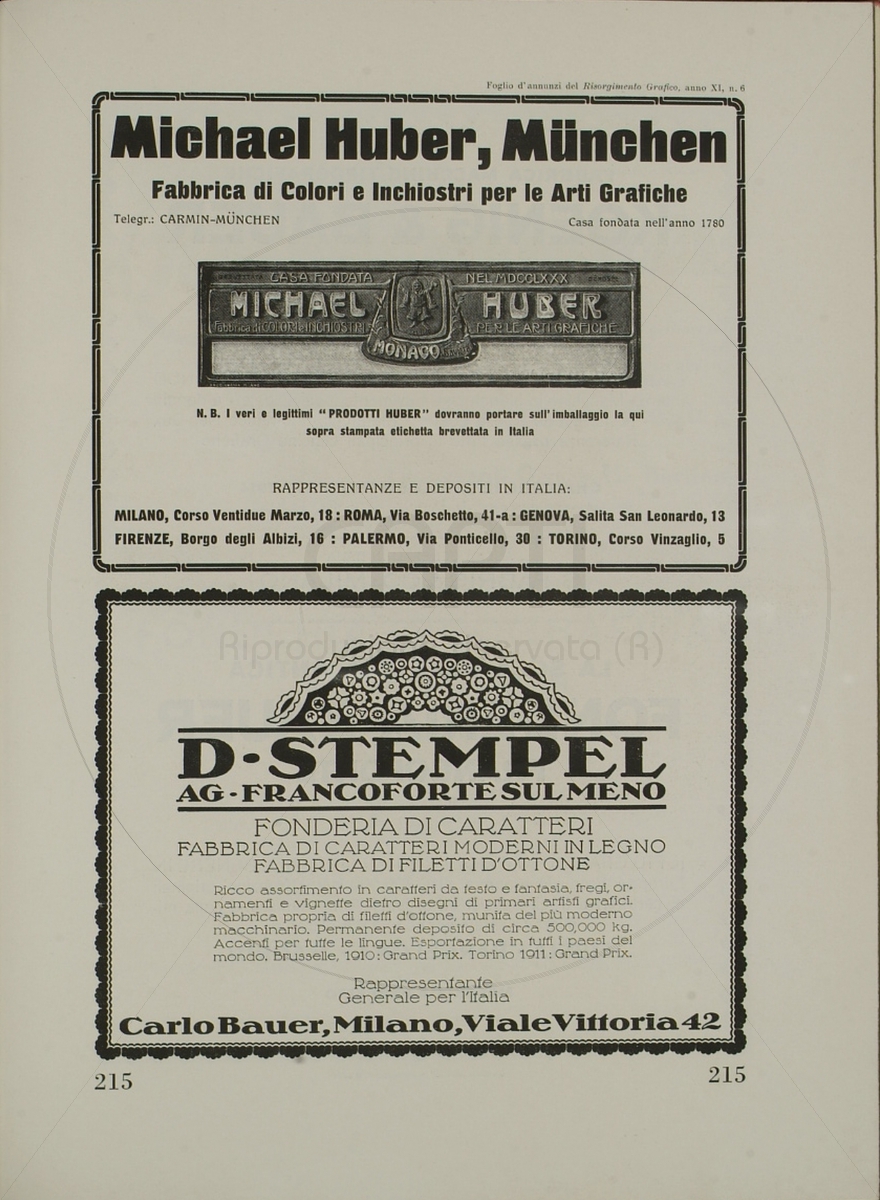 Foglio d'annunzi del Risorgimento Grafico, anno XI, n. 6
Michael Huber, München
Fabbrica di Colori e Inchiostri per le Arti Grafiche
Telegr.: CARMIN-MÜNCHEN
Casa fondata nell'anno 1780
CASA FONDATA NEL MDCCLXXX
MICHAEL HUBER
Fabbrica di COLORI e INCHIOSTRI PER LE ARTI GRAFICHE
MONACO
N. B. I veri e legittimi “PRODOTTI HUBER” dovranno portare sull'imballaggio la qui
sopra stampata etichetta brevettata in Italia
RAPPRESENTANZE E DEPOSITI IN ITALIA:
MILANO, Corso Ventidue Marzo, 18 : ROMA, Via Boschetto, 41-a : GENOVA, Salita San Leonardo, 13
FIRENZE, Borgo degli Albizi, 16 : PALERMO, Via Ponticello, 30 : TORINO, Corso Vinzaglio, 5
Riproduzione riservata (R)
D·STEMPEL
AG-FRANCOFORTE SUL MENO
FONDERIA DI CARATTERI
FABBRICA DI CARATTERI MODERNI IN LEGNO
FABBRICA DI FILETTI D'OTTONE
Ricco assortimento in caratteri da testo e fantasia, fregi, or-
namenti e vignette dietro disegni di primari artisti grafici.
Fabbrica propria di filetti d'ottone, munita del più moderno
macchinario. Permanente deposito di circa 500,000 kg.
Accenti per tutte le lingue. Esportazione in tutti i paesi del
mondo. Brusselle, 1910: Grand Prix. Torino 1911: Grand Prix.
Rappresentante
Generale per l'Italia
Carlo Bauer, Milano, Viale Vittoria 42
215
215